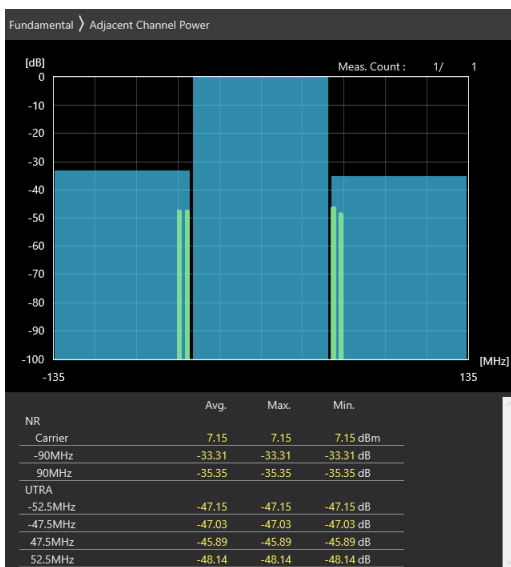 Fundamental 〉 Adjacent Channel Power
[dB]
Meas. Count : 1/ 1
0
-10
-20
-30
-40
-50
-60
-70
-80
-90
-100
[MHz]
-135 135
Avg. Max. Min.
NR
Carrier 7.15 7.15 7.15 dBm
-90MHz -33.31 -33.31 -33.31 dB
90MHz -35.35 -35.35 -35.35 dB
UTRA
-52.5MHz -47.15 -47.15 -47.15 dB
-47.5MHz -47.03 -47.03 -47.03 dB
47.5MHz -45.89 -45.89 -45.89 dB
52.5MHz -48.14 -48.14 -48.14 dB